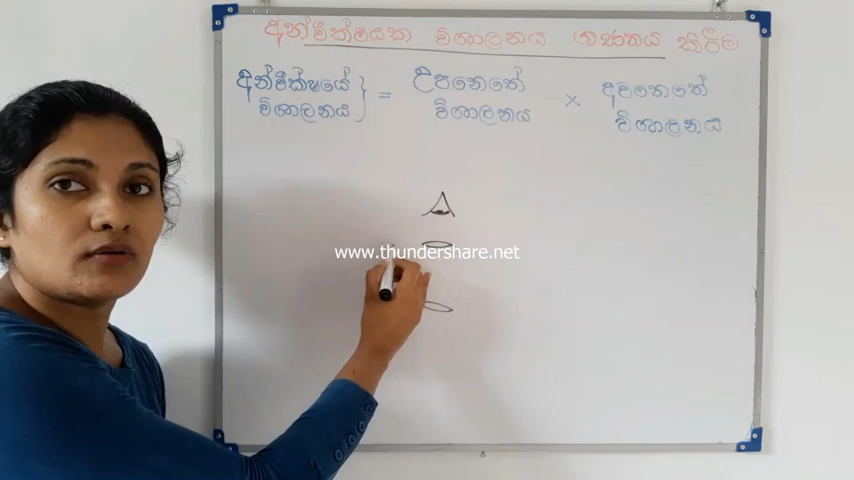 අන්වීක්ෂයක විශාලනය ගණනය කිරීම
අන්වීක්ෂයේ විශාලනය } = උපනෙතේ විශාලනය × අවනෙතේ විශාලනය
www.thundershare.net